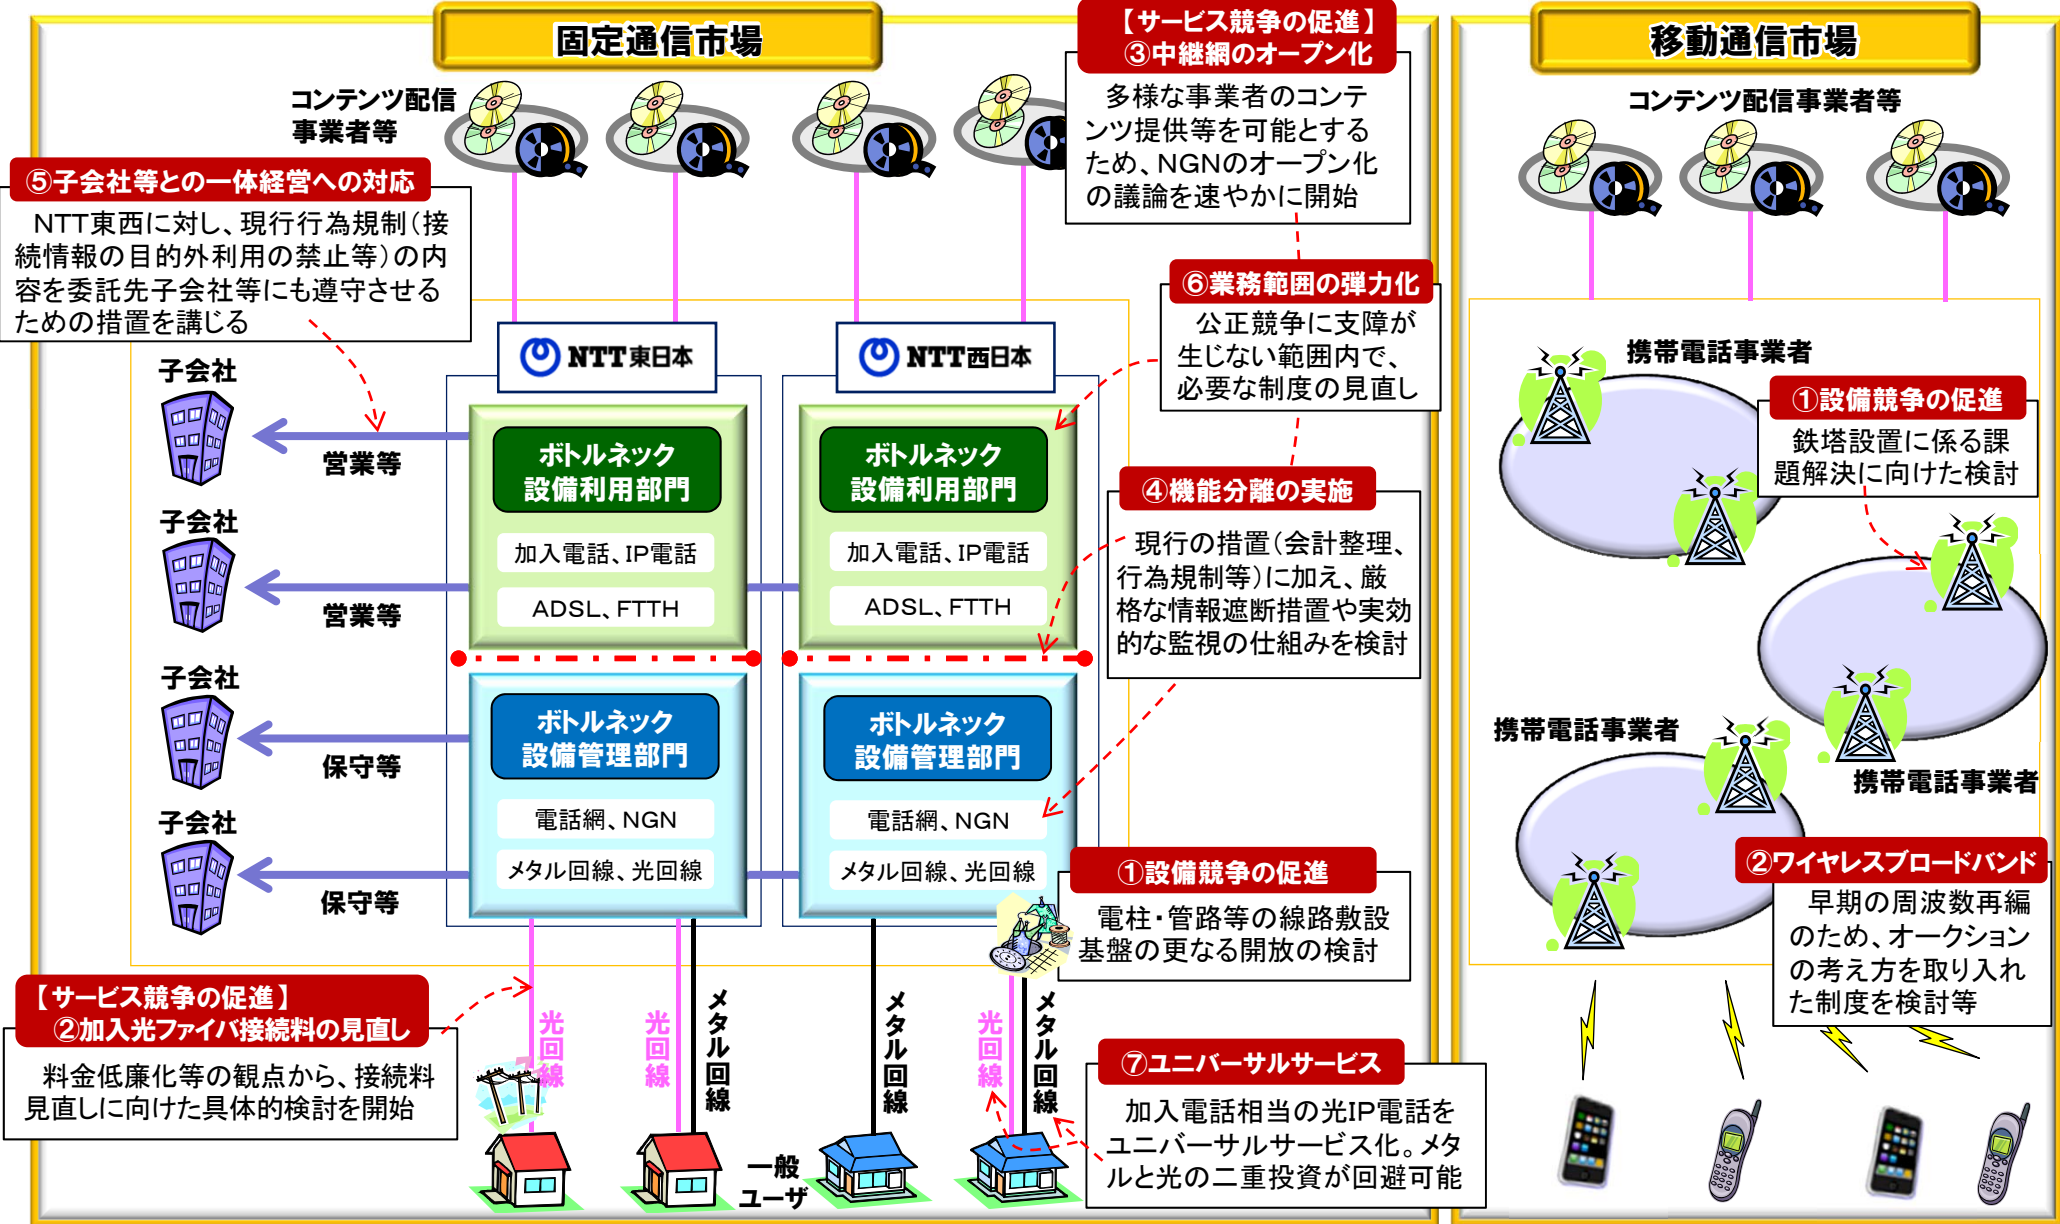 固定通信市場
コンテンツ配信
事業者等
【サービス競争の促進】
③中継網のオープン化
多様な事業者のコンテ
ンツ提供等を可能とする
ため、NGNのオープン化
の議論を速やかに開始
⑤子会社等との一体経営への対応
NTT東西に対し、現行行為規制(接
続情報の目的外利用の禁止等)の内
容を委託先子会社等にも遵守させる
ための措置を講じる
⑥業務範囲の弾力化
公正競争に支障が
生じない範囲内で、
必要な制度の見直し
NTT東日本
NTT西日本
子会社
営業等
子会社
営業等
子会社
保守等
子会社
保守等
ボトルネック
設備利用部門
加入電話、IP電話
ADSL、FTTH
ボトルネック
設備利用部門
加入電話、IP電話
ADSL、FTTH
④機能分離の実施
現行の措置(会計整理、
行為規制等)に加え、厳
格な情報遮断措置や実効
的な監視の仕組みを検討
ボトルネック
設備管理部門
電話網、NGN
メタル回線、光回線
ボトルネック
設備管理部門
電話網、NGN
メタル回線、光回線
①設備競争の促進
電柱・管路等の線路敷設
基盤の更なる開放の検討
【サービス競争の促進】
②加入光ファイバ接続料の見直し
料金低廉化等の観点から、接続料
見直しに向けた具体的検討を開始
光回線
光回線
メタル回線
メタル回線
光回線
メタル回線
一般
ユーザ
⑦ユニバーサルサービス
加入電話相当の光IP電話を
ユニバーサルサービス化。メタ
ルと光の二重投資が回避可能
移動通信市場
コンテンツ配信事業者等
携帯電話事業者
①設備競争の促進
鉄塔設置に係る課
題解決に向けた検討
携帯電話事業者
携帯電話事業者
②ワイヤレスブロードバンド
早期の周波数再編
のため、オークション
の考え方を取り入れ
た制度を検討等